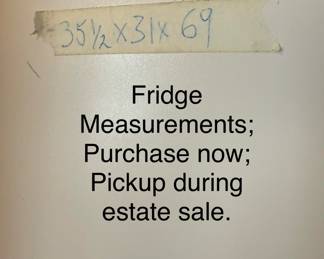 35½x31x69
Fridge
Measurements;
Purchase now;
Pickup during
estate sale.